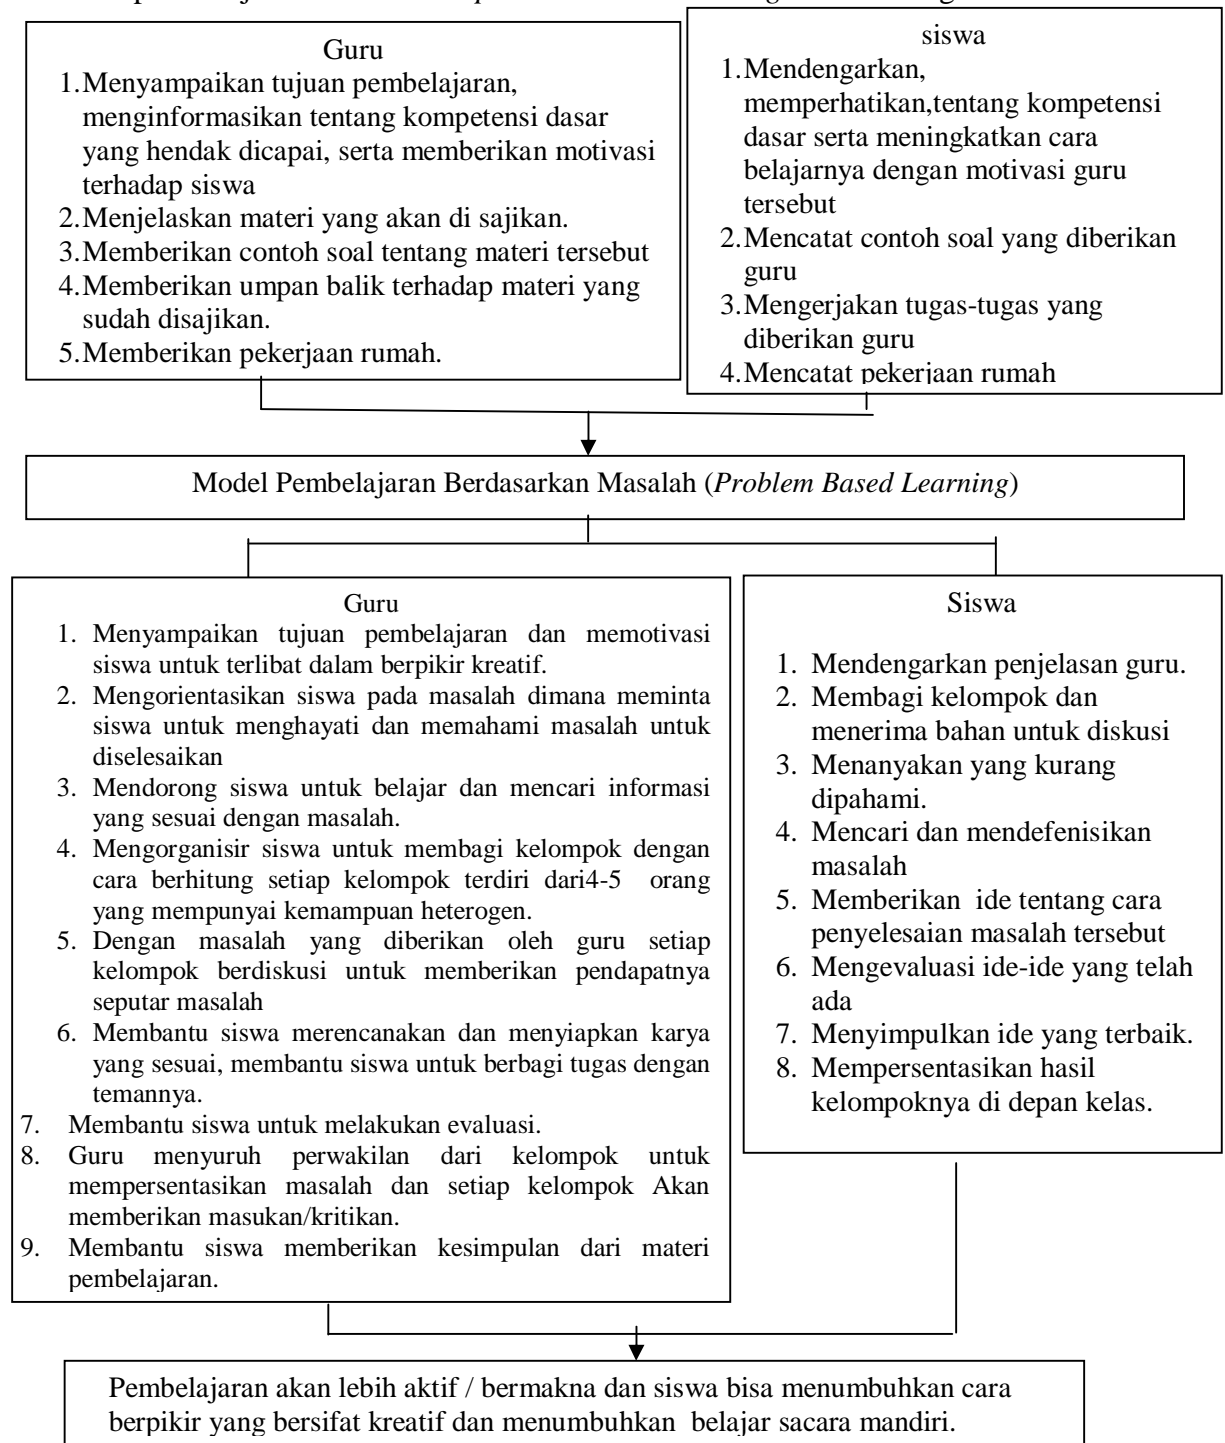 Guru
1.Menyampaikan tujuan pembelajaran,
menginformasikan tentang kompetensi dasar
yang hendak dicapai, serta memberikan motivasi
terhadap siswa
2.Menjelaskan materi yang akan di sajikan.
3.Memberikan contoh soal tentang materi tersebut
4.Memberikan umpan balik terhadap materi yang
sudah disajikan.
5.Memberikan pekerjaan rumah.
siswa
1.Mendengarkan,
memperhatikan,tentang kompetensi
dasar serta meningkatkan cara
belajarnya dengan motivasi guru
tersebut
2.Mencatat contoh soal yang diberikan
guru
3.Mengerjakan tugas-tugas yang
diberikan guru
4.Mencatat pekerjaan rumah
Model Pembelajaran Berdasarkan Masalah (Problem Based Learning)
Guru
1. Menyampaikan tujuan pembelajaran dan memotivasi
siswa untuk terlibat dalam berpikir kreatif.
2. Mengorientasikan siswa pada masalah dimana meminta
siswa untuk menghayati dan memahami masalah untuk
diselesaikan
3. Mendorong siswa untuk belajar dan mencari informasi
yang sesuai dengan masalah.
4. Mengorganisir siswa untuk membagi kelompok dengan
cara berhitung setiap kelompok terdiri dari4-5 orang
yang mempunyai kemampuan heterogen.
5. Dengan masalah yang diberikan oleh guru setiap
kelompok berdiskusi untuk memberikan pendapatnya
seputar masalah
6. Membantu siswa merencanakan dan menyiapkan karya
yang sesuai, membantu siswa untuk berbagi tugas dengan
temannya.
7. Membantu siswa untuk melakukan evaluasi.
8. Guru menyuruh perwakilan dari kelompok untuk
mempersentasikan masalah dan setiap kelompok Akan
memberikan masukan/kritikan.
9. Membantu siswa memberikan kesimpulan dari materi
pembelajaran.
Siswa
1. Mendengarkan penjelasan guru.
2. Membagi kelompok dan
menerima bahan untuk diskusi
3. Menanyakan yang kurang
dipahami.
4. Mencari dan mendefenisikan
masalah
5. Memberikan ide tentang cara
penyelesaian masalah tersebut
6. Mengevaluasi ide-ide yang telah
ada
7. Menyimpulkan ide yang terbaik.
8. Mempersentasikan hasil
kelompoknya di depan kelas.
Pembelajaran akan lebih aktif / bermakna dan siswa bisa menumbuhkan cara
berpikir yang bersifat kreatif dan menumbuhkan belajar sacara mandiri.